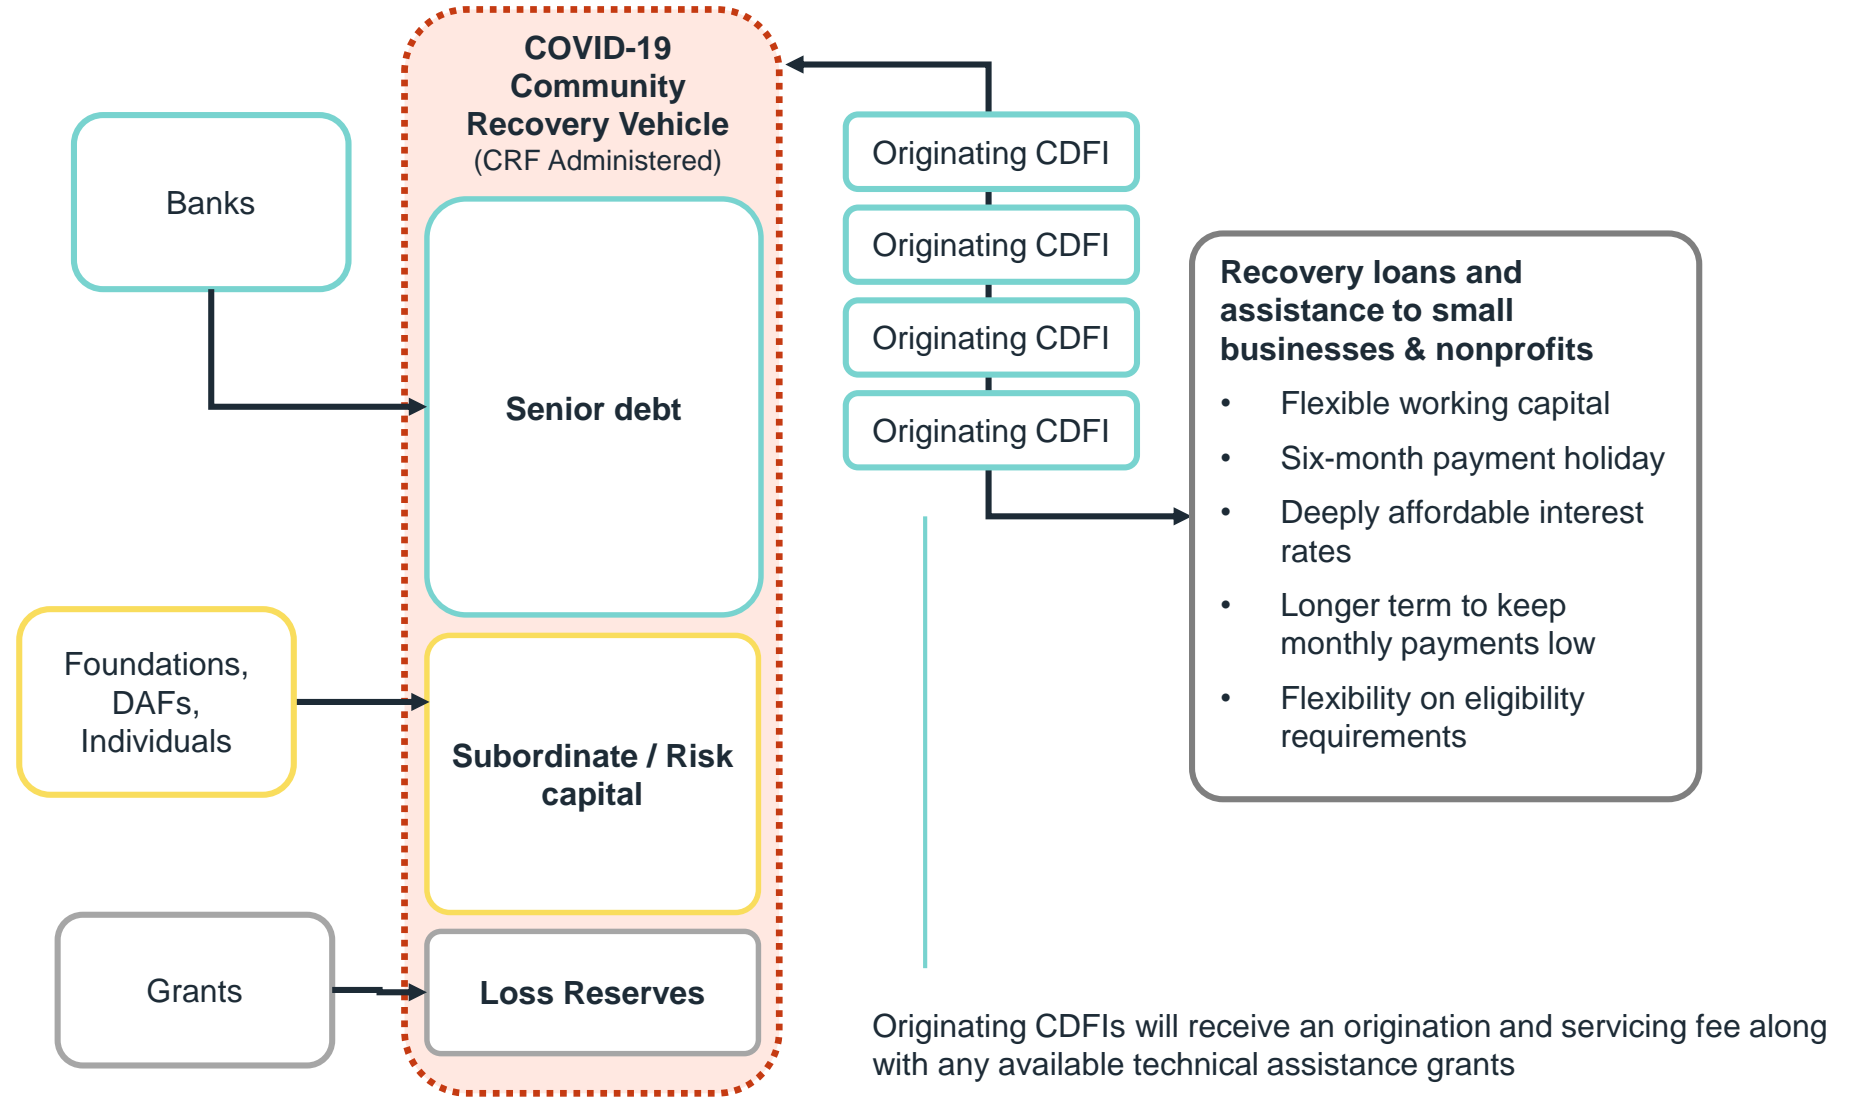 COVID-19
Community
Recovery Vehicle
(CRF Administered)
Banks
Senior debt
Foundations,
DAFs,
Individuals
Subordinate / Risk
capital
Grants
Loss Reserves
Originating CDFI
Originating CDFI
Originating CDFI
Originating CDFI
Recovery loans and
assistance to small
businesses & nonprofits
• Flexible working capital
• Six-month payment holiday
• Deeply affordable interest
rates
• Longer term to keep
monthly payments low
• Flexibility on eligibility
requirements
Originating CDFIs will receive an origination and servicing fee along
with any available technical assistance grants